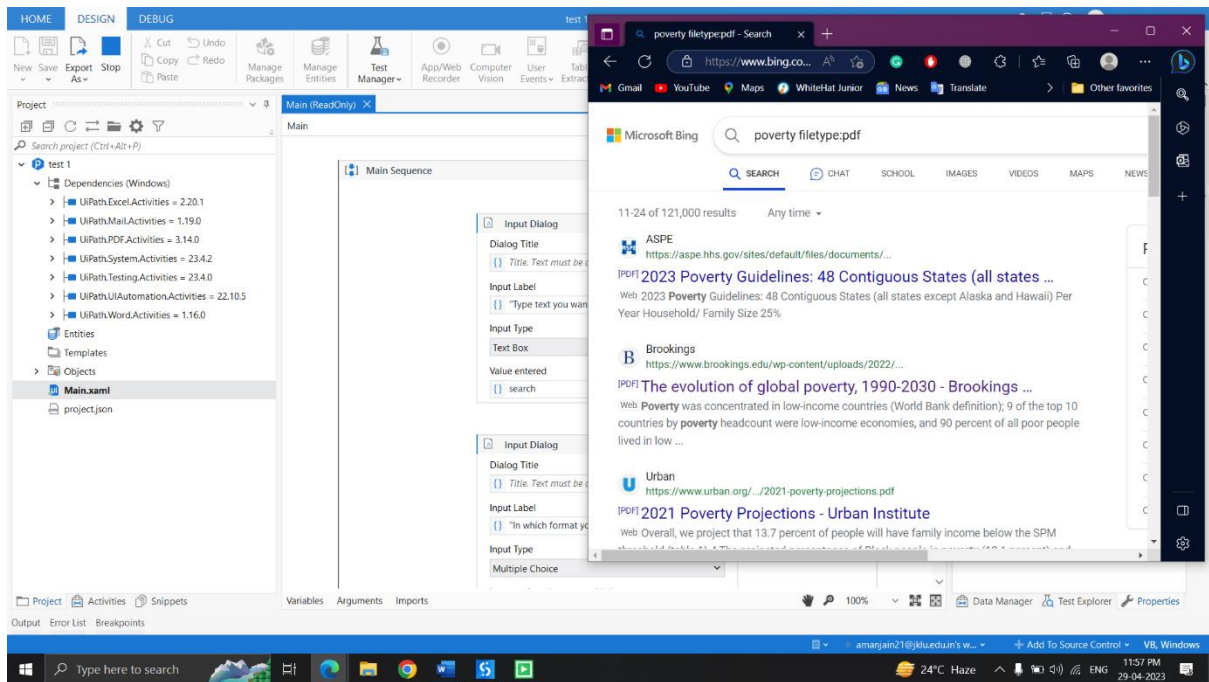 HOME DESIGN DEBUG
test 1
New Save Export As Stop
Cut Undo
Copy Redo
Paste
Manage Packages
Manage Entities
Test Manager
App/Web Recorder
Computer Vision
User Events
Project
Search project (Ctrl+Alt+P)
test 1
Dependencies (Windows)
UiPath.Excel.Activities = 2.20.1
UiPath.Mail.Activities = 1.19.0
UiPath.PDF.Activities = 3.14.0
UiPath.System.Activities = 23.4.2
UiPath.Testing.Activities = 23.4.0
UiPath.UIAutomation.Activities = 22.10.5
UiPath.Word.Activities = 1.16.0
Entities
Templates
Objects
Main.xaml
project.json
Main (ReadOnly)
Main
Main Sequence
Input Dialog
Dialog Title
Title. Text must be
Input Label
"Type text you wan
Input Type
Text Box
Value entered
search
Input Dialog
Dialog Title
Title. Text must be
Input Label
"In which format yo
Input Type
Multiple Choice
poverty filetype:pdf - Search
https://www.bing.co...
Gmail YouTube Maps WhiteHat Junior News Translate Other favorites
Microsoft Bing
poverty filetype:pdf
SEARCH CHAT SCHOOL IMAGES VIDEOS MAPS NEWS
11-24 of 121,000 results Any time
ASPE
https://aspe.hhs.gov/sites/default/files/documents/...
[PDF] 2023 Poverty Guidelines: 48 Contiguous States (all states ...
Web 2023 Poverty Guidelines: 48 Contiguous States (all states except Alaska and Hawaii) Per
Year Household/ Family Size 25%
Brookings
https://www.brookings.edu/wp-content/uploads/2022/...
[PDF] The evolution of global poverty, 1990-2030 - Brookings ...
Web Poverty was concentrated in low-income countries (World Bank definition); 9 of the top 10
countries by poverty headcount were low-income economies, and 90 percent of all poor people
lived in low ...
Urban
https://www.urban.org/.../2021-poverty-projections.pdf
[PDF] 2021 Poverty Projections - Urban Institute
Web Overall, we project that 13.7 percent of people will have family income below the SPM
Project Activities Snippets
Variables Arguments Imports
100%
Data Manager Test Explorer Properties
Output Error List Breakpoints
amanjain21@jklu.edu.in's w...
Add To Source Control
VB, Windows
Type here to search
24°C Haze
ENG
11:57 PM
29-04-2023